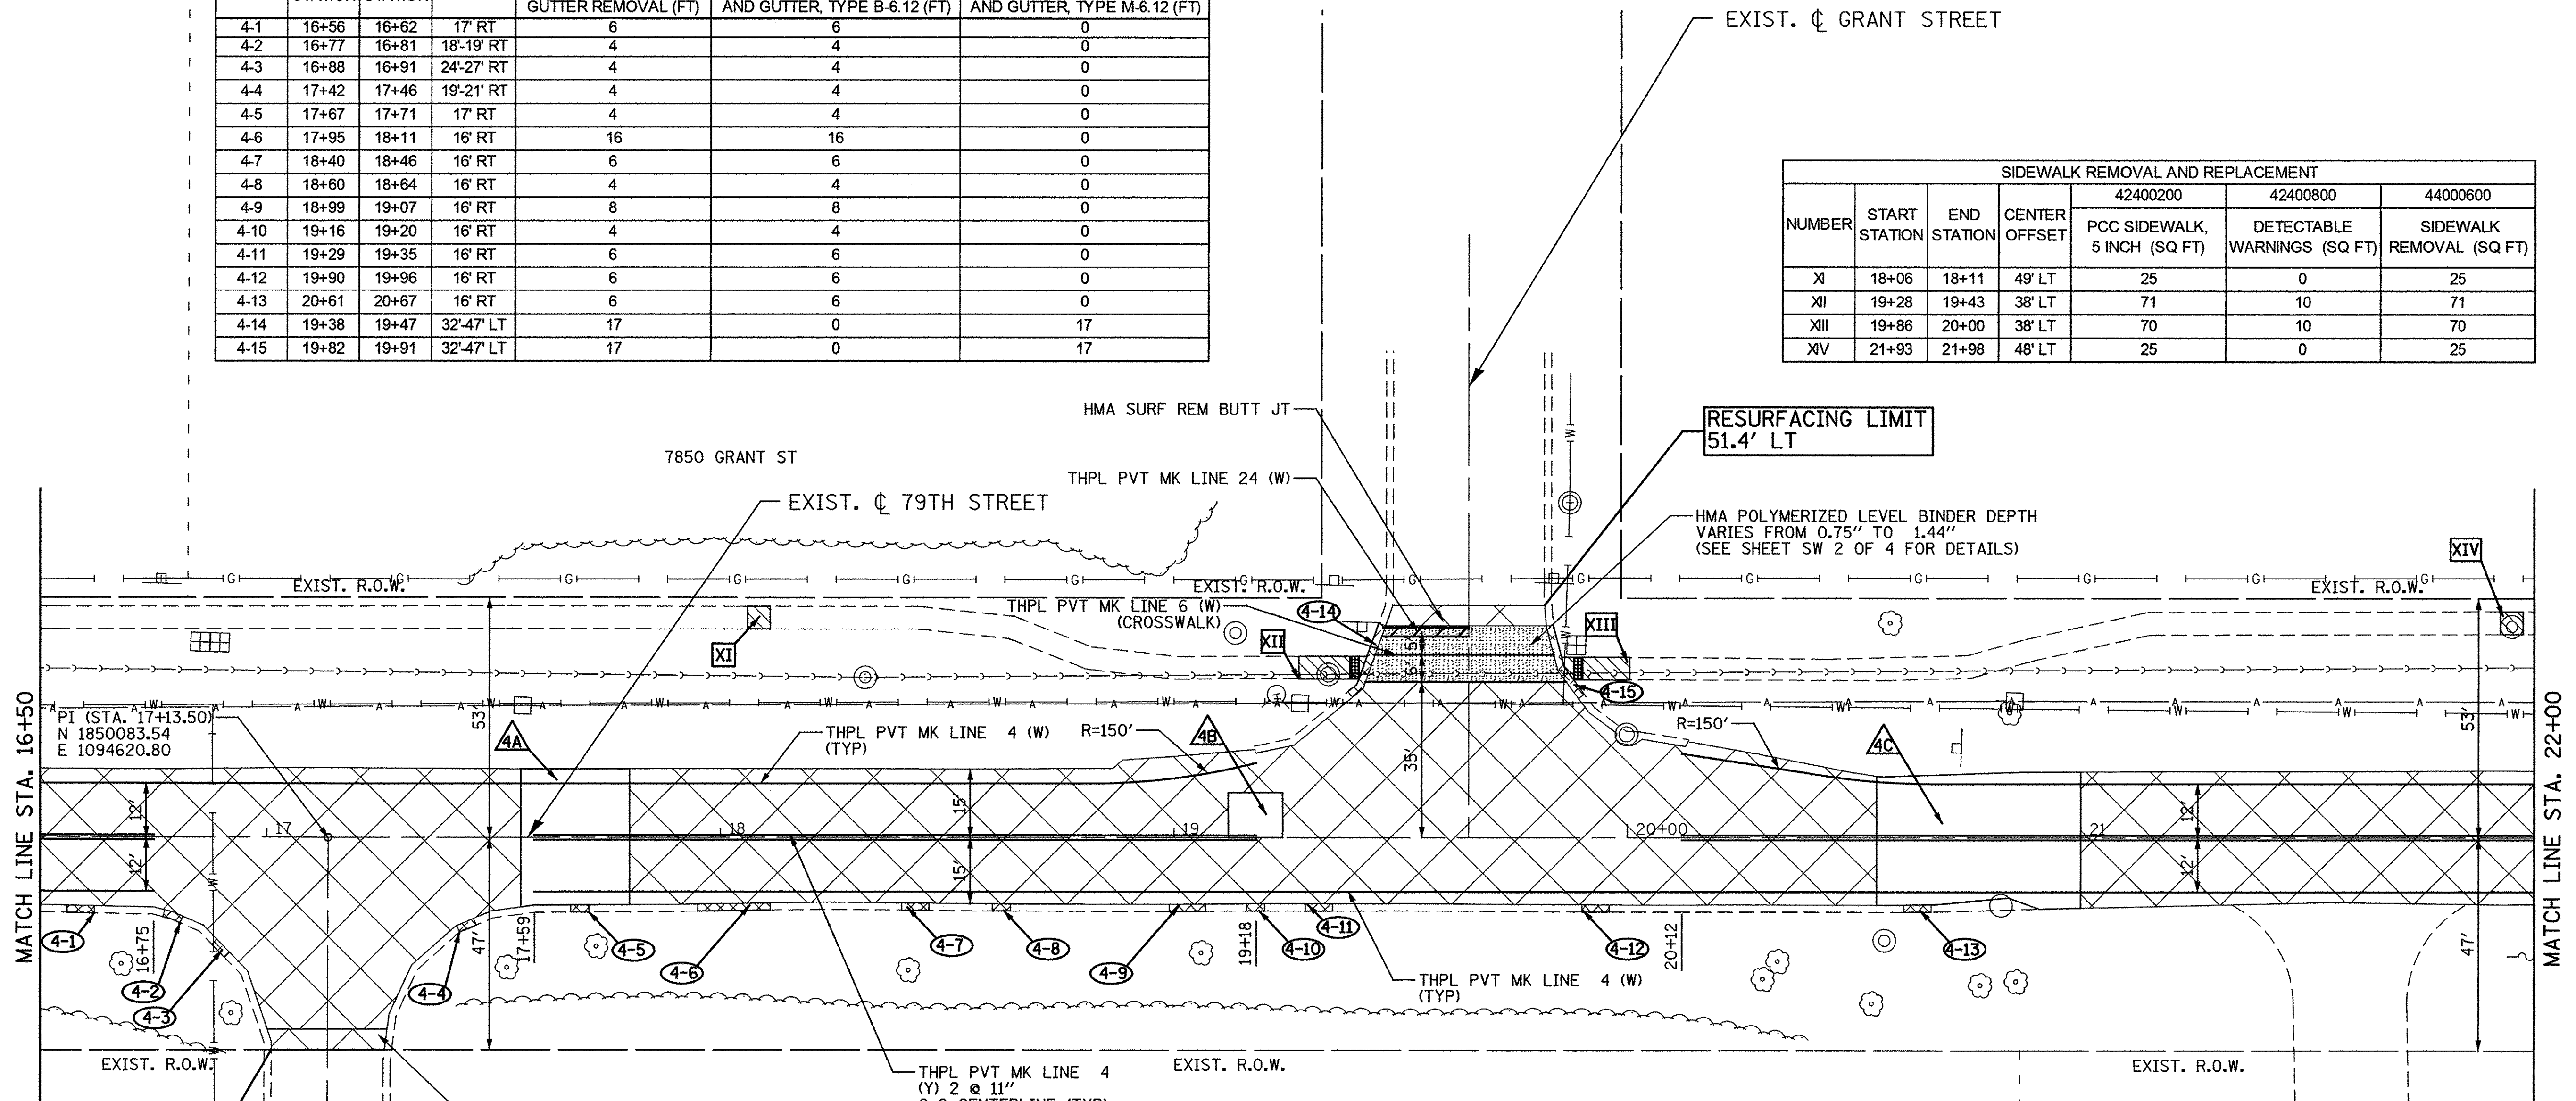 GUTTER REMOVAL (FT) AND GUTTER, TYPE B-6.12 (FT) AND GUTTER, TYPE M-6.12 (FT)
4-1 16+56 16+62 17' RT 6 6 0
4-2 16+77 16+81 18'-19' RT 4 4 0
4-3 16+88 16+91 24'-27' RT 4 4 0
4-4 17+42 17+46 19'-21' RT 4 4 0
4-5 17+67 17+71 17' RT 4 4 0
4-6 17+95 18+11 16' RT 16 16 0
4-7 18+40 18+46 16' RT 6 6 0
4-8 18+60 18+64 16' RT 4 4 0
4-9 18+99 19+07 16' RT 8 8 0
4-10 19+16 19+20 16' RT 4 4 0
4-11 19+29 19+35 16' RT 6 6 0
4-12 19+90 19+96 16' RT 6 6 0
4-13 20+61 20+67 16' RT 6 6 0
4-14 19+38 19+47 32'-47' LT 17 0 17
4-15 19+82 19+91 32'-47' LT 17 0 17
EXIST. ℄ GRANT STREET
SIDEWALK REMOVAL AND REPLACEMENT
42400200 42400800 44000600
NUMBER START STATION END STATION CENTER OFFSET PCC SIDEWALK, 5 INCH (SQ FT) DETECTABLE WARNINGS (SQ FT) SIDEWALK REMOVAL (SQ FT)
XI 18+06 18+11 49' LT 25 0 25
XII 19+28 19+43 38' LT 71 10 71
XIII 19+86 20+00 38' LT 70 10 70
XIV 21+93 21+98 48' LT 25 0 25
HMA SURF REM BUTT JT
RESURFACING LIMIT
51.4' LT
7850 GRANT ST
THPL PVT MK LINE 24 (W)
EXIST. ℄ 79TH STREET
HMA POLYMERIZED LEVEL BINDER DEPTH
VARIES FROM 0.75" TO 1.44"
(SEE SHEET SW 2 OF 4 FOR DETAILS)
XIV
EXIST. R.O.W.
EXIST. R.O.W.
EXIST. R.O.W.
THPL PVT MK LINE 6 (W)
(CROSSWALK)
4-14
XI
XII
XIII
5'
6'
4-15
MATCH LINE STA. 16+50
PI (STA. 17+13.50)
N 1850083.54
E 1094620.80
53'
4A
THPL PVT MK LINE 4 (W)
(TYP)
R=150'
4B
35'
R=150'
4C
53'
MATCH LINE STA. 22+00
12'
17
15'
18
19
20+00
12'
21
12'
15'
12'
4-1
16+75
4-2
4-3
4-4
47'
17+59
4-5
4-6
4-7
4-8
4-9
19+18
4-10
4-11
4-12
20+12
4-13
47'
THPL PVT MK LINE 4 (W)
(TYP)
EXIST. R.O.W.
EXIST. R.O.W.
EXIST. R.O.W.
THPL PVT MK LINE 4
(Y) 2 @ 11"